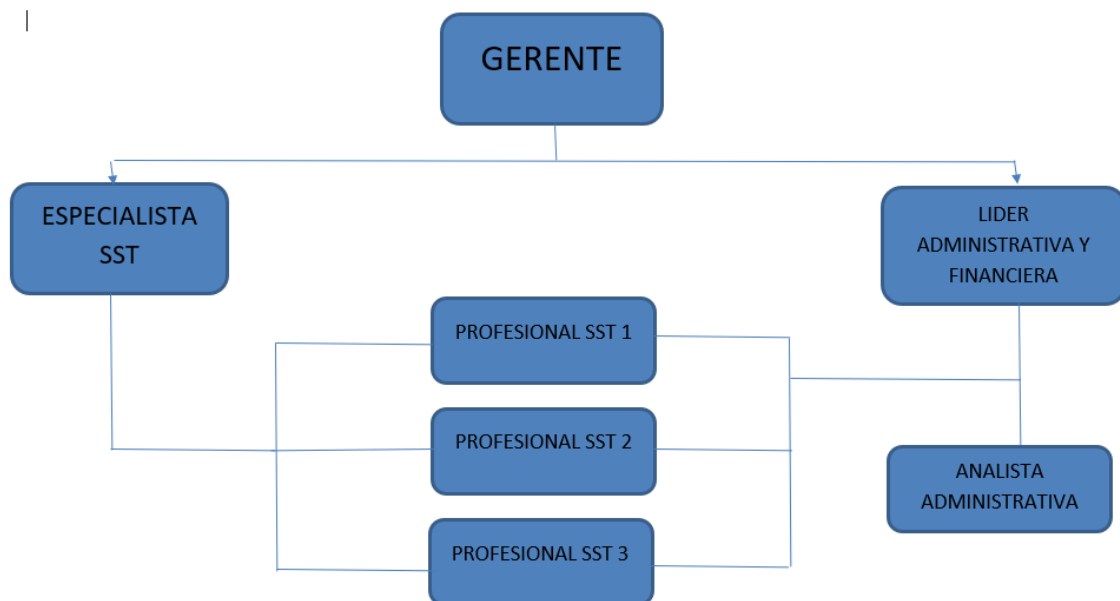 GERENTE
ESPECIALISTA
SST
LIDER
ADMINISTRATIVA Y
FINANCIERA
PROFESIONAL SST 1
PROFESIONAL SST 2
PROFESIONAL SST 3
ANALISTA
ADMINISTRATIVA